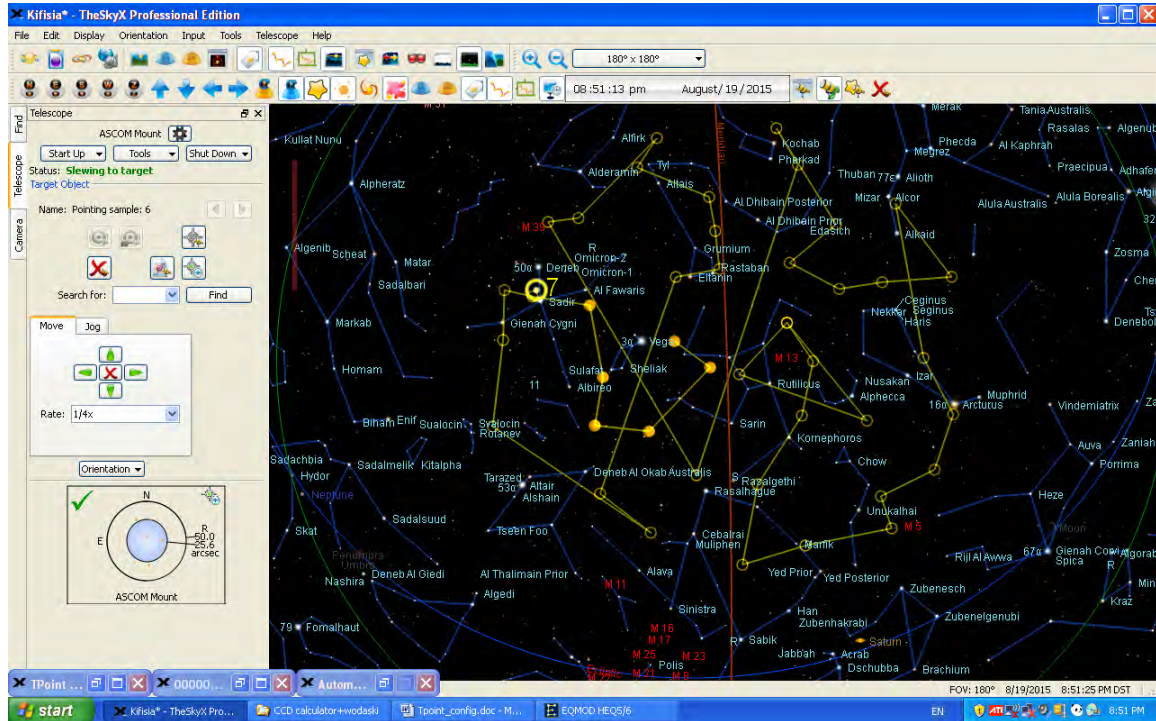 Kifisia* - TheSkyX Professional Edition
File Edit Display Orientation Input Tools Telescope Help
180° x 180°
08:51:13 pm August/19/2015
Find
Telescope
Camera
Telescope
ASCOM Mount
Start Up Tools Shut Down
Status: Slewing to target
Target Object
Name: Pointing sample: 6
Search for: Find
Move Jog
Rate: 1/4x
Orientation
N
E
R
50.0
25.6
arcsec
ASCOM Mount
Merak Tania Australis
Kullat Nunu Alfirk Kochab Phecda Rasalas
Pherkad Megrez Al Kaphrah
Tyl
Alpheratz Alderamin Altais Thuban 77ε Alioth Praecipua
Mizar Alcor Alula Australis Alula Borealis
Al Dhibain Posterior
M 39 Al Dhibain Prior 32
Edasich Alkaid
Algenib Scheat R Grumium Zosma
Matar Omicron-2
50α Deneb Omicron-1 Rastaban
Eltanin
Sadalbari 7 Al Fawaris
Sadir Ceginus
Markab Gienah Cygni Nekkar Seginus
Haris
3α Vega
M 13
Homam Sulafat Sheliak Izar
11 Albireo Rutilicus Nusakan
Alphecca Muphrid
16α Arcturus Vindemiatrix
Biham Enif Sualocin Svalocin Sarin
Rotanev Kornephoros Auva Zaniah
Sadachbia Sadalmelik Kitalpha Chow Porrima
Hydor Tarazed Deneb Al Okab Australis
53α Altair Rasalgethi
Neptune Alshain Rasalhague Heze
Unukalhai
Skat Sadalsuud Tseen Foo Cebalrai M 5 Moon
Muliphen Marfik
Penumbra Rijl Al Awwa 67α Gienah Corvi
Umbra Spica R
Nashira Deneb Al Giedi Al Thalimain Prior Alava Yed Prior Yed Posterior
Algedi M 11 Zubenesch
Sinistra Han Kraz
Zubenhakrabi Zubenelgenubi
79 Fomalhaut M 16
M 17 R Sabik Saturn
M 25 M 23 Jabbah Acrab
Polis Dschubba Brachium
M 21
TPoint ... 00000... Autom...
FOV: 180° 8/19/2015 8:51:25 PM DST
start Kifisia* - TheSkyX Pro... CCD calculator+wodaski Tpoint_config.doc - M... EQMOD HEQ5/6 EN 8:51 PM